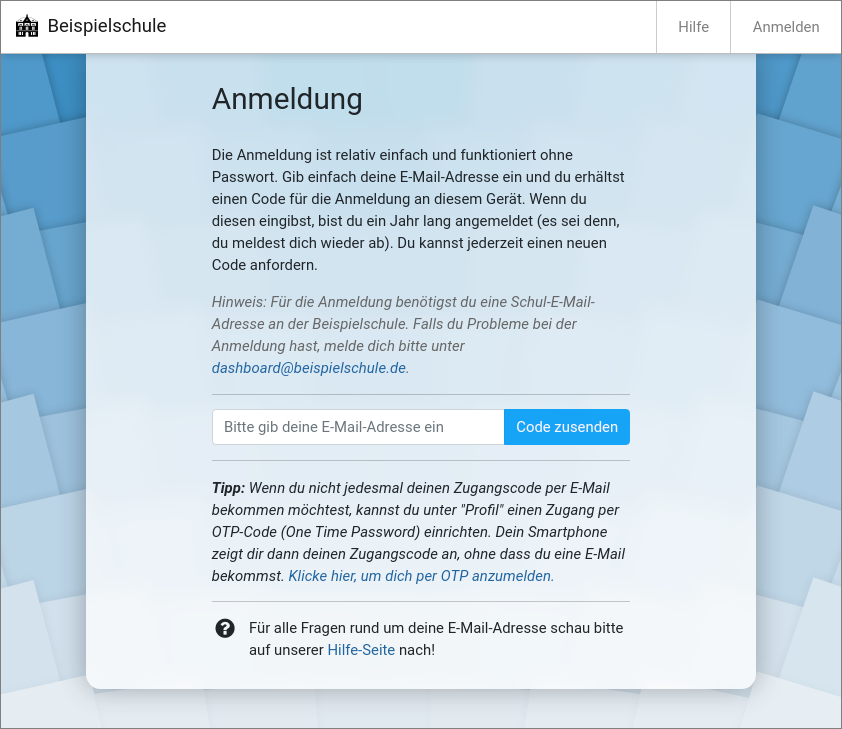 Beispielschule
Hilfe
Anmelden
Anmeldung
Die Anmeldung ist relativ einfach und funktioniert ohne
Passwort. Gib einfach deine E-Mail-Adresse ein und du erhältst
einen Code für die Anmeldung an diesem Gerät. Wenn du
diesen eingibst, bist du ein Jahr lang angemeldet (es sei denn,
du meldest dich wieder ab). Du kannst jederzeit einen neuen
Code anfordern.
Hinweis: Für die Anmeldung benötigst du eine Schul-E-Mail-
Adresse an der Beispielschule. Falls du Probleme bei der
Anmeldung hast, melde dich bitte unter
dashboard@beispielschule.de.
Bitte gib deine E-Mail-Adresse ein
Code zusenden
Tipp: Wenn du nicht jedesmal deinen Zugangscode per E-Mail
bekommen möchtest, kannst du unter "Profil" einen Zugang per
OTP-Code (One Time Password) einrichten. Dein Smartphone
zeigt dir dann deinen Zugangscode an, ohne dass du eine E-Mail
bekommst. Klicke hier, um dich per OTP anzumelden.
Für alle Fragen rund um deine E-Mail-Adresse schau bitte
auf unserer Hilfe-Seite nach!